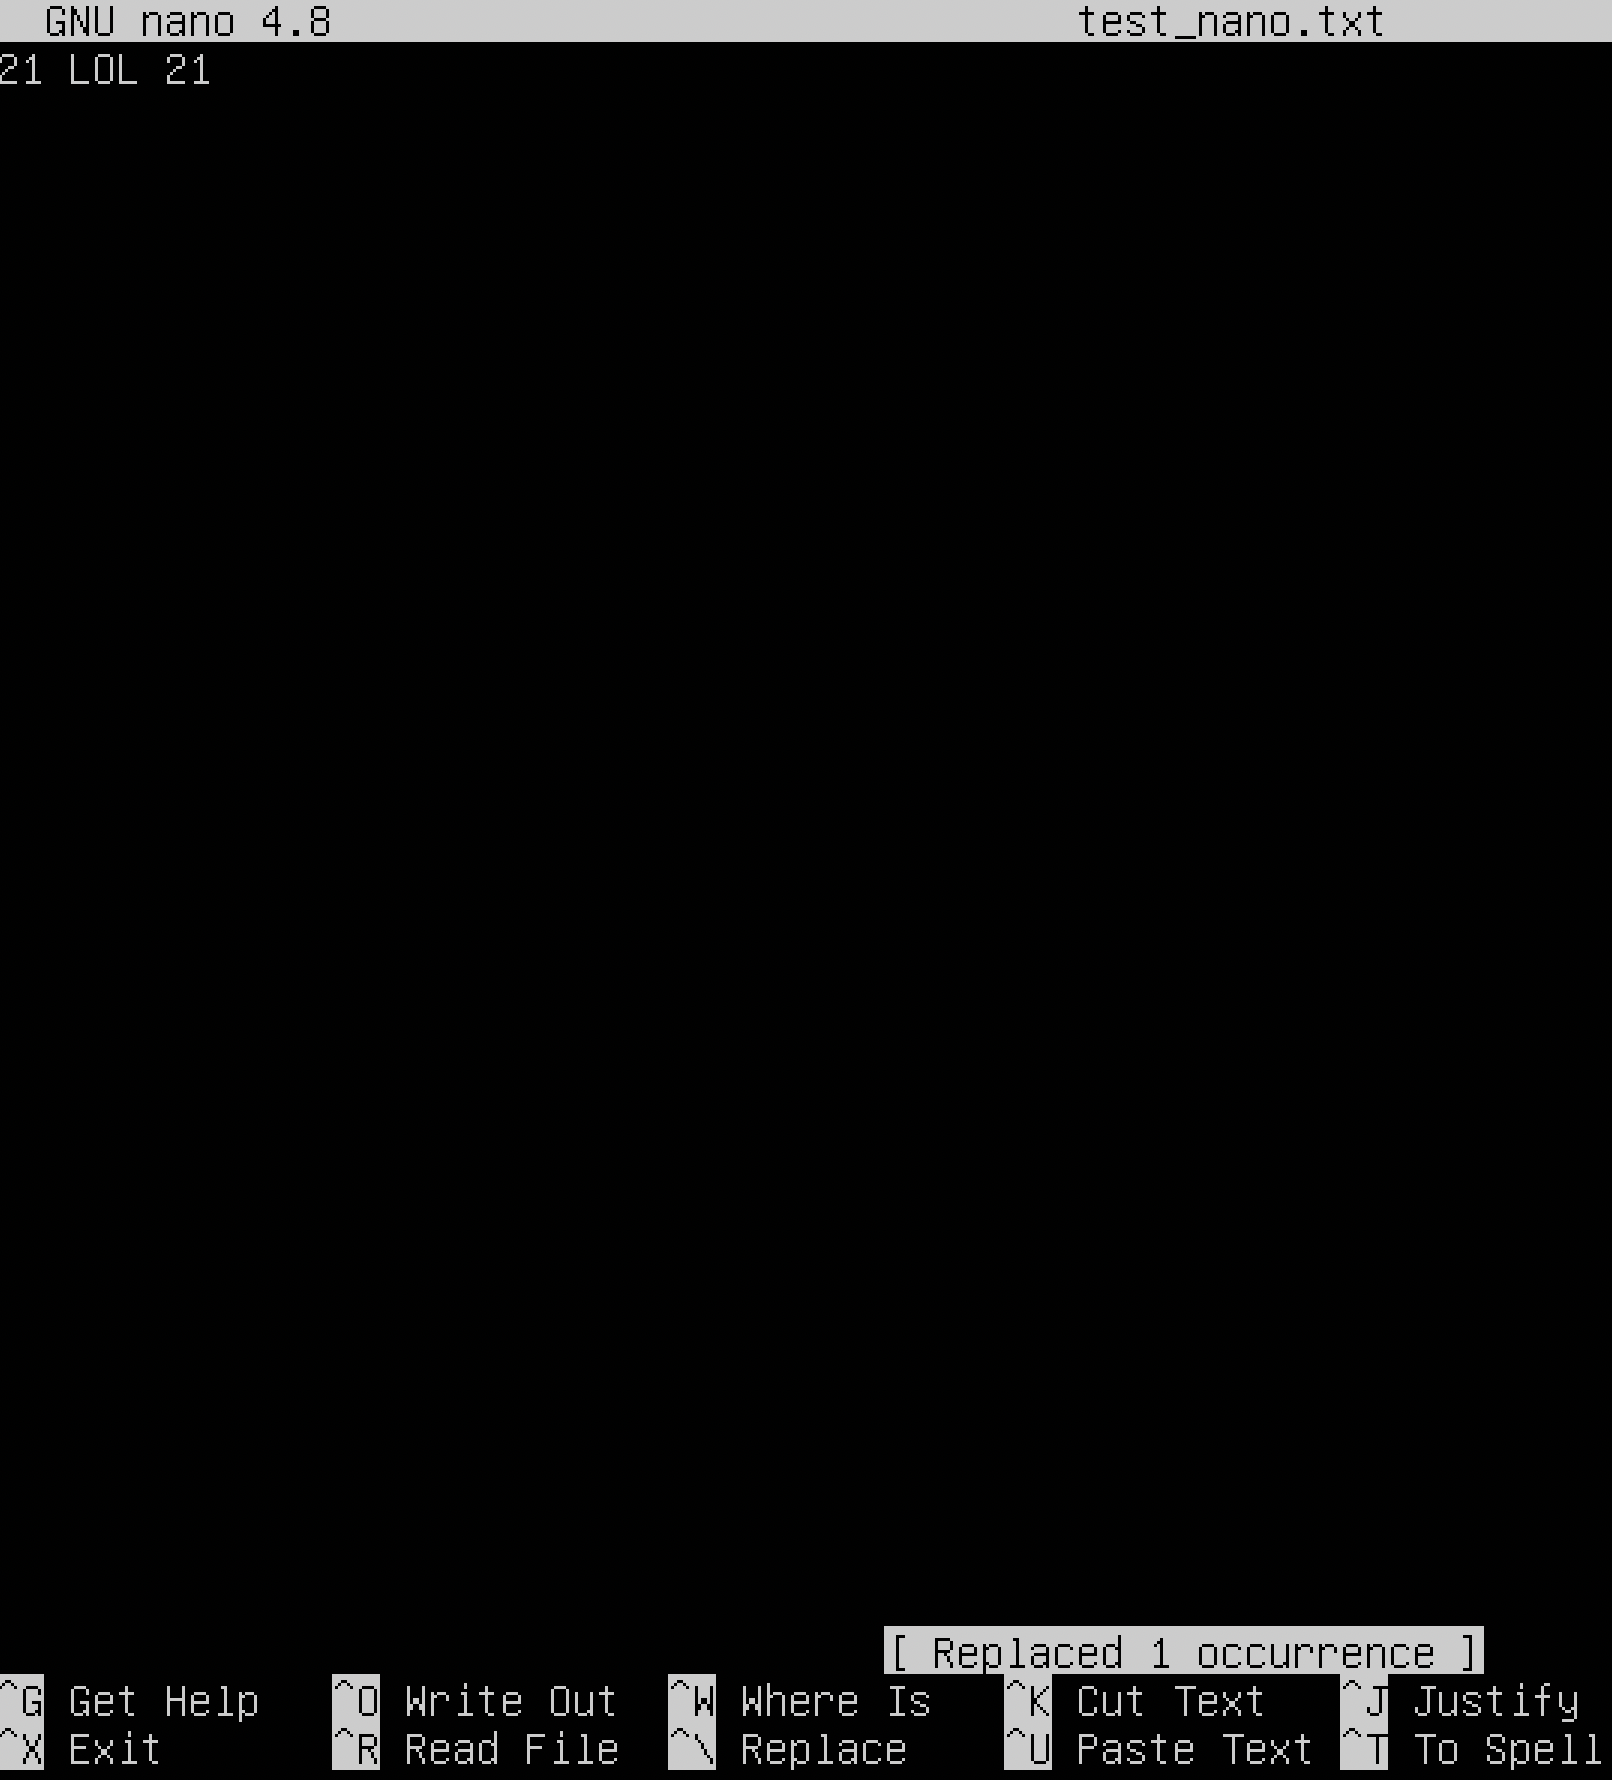 GNU nano 4.8 test_nano.txt
21 LOL 21
[ Replaced 1 occurrence ]
^G Get Help ^O Write Out ^W Where Is ^K Cut Text ^J Justify
^X Exit ^R Read File ^\ Replace ^U Paste Text ^T To Spell